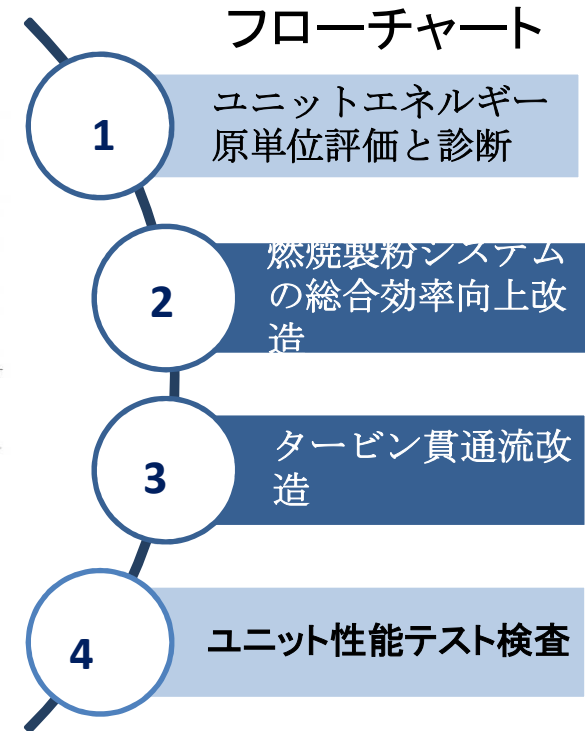 フローチャート
1
ユニットエネルギー
原単位評価と診断
2
燃焼製粉システム
の総合効率向上改
造
3
タービン貫通流改
造
4
ユニット性能テスト検査